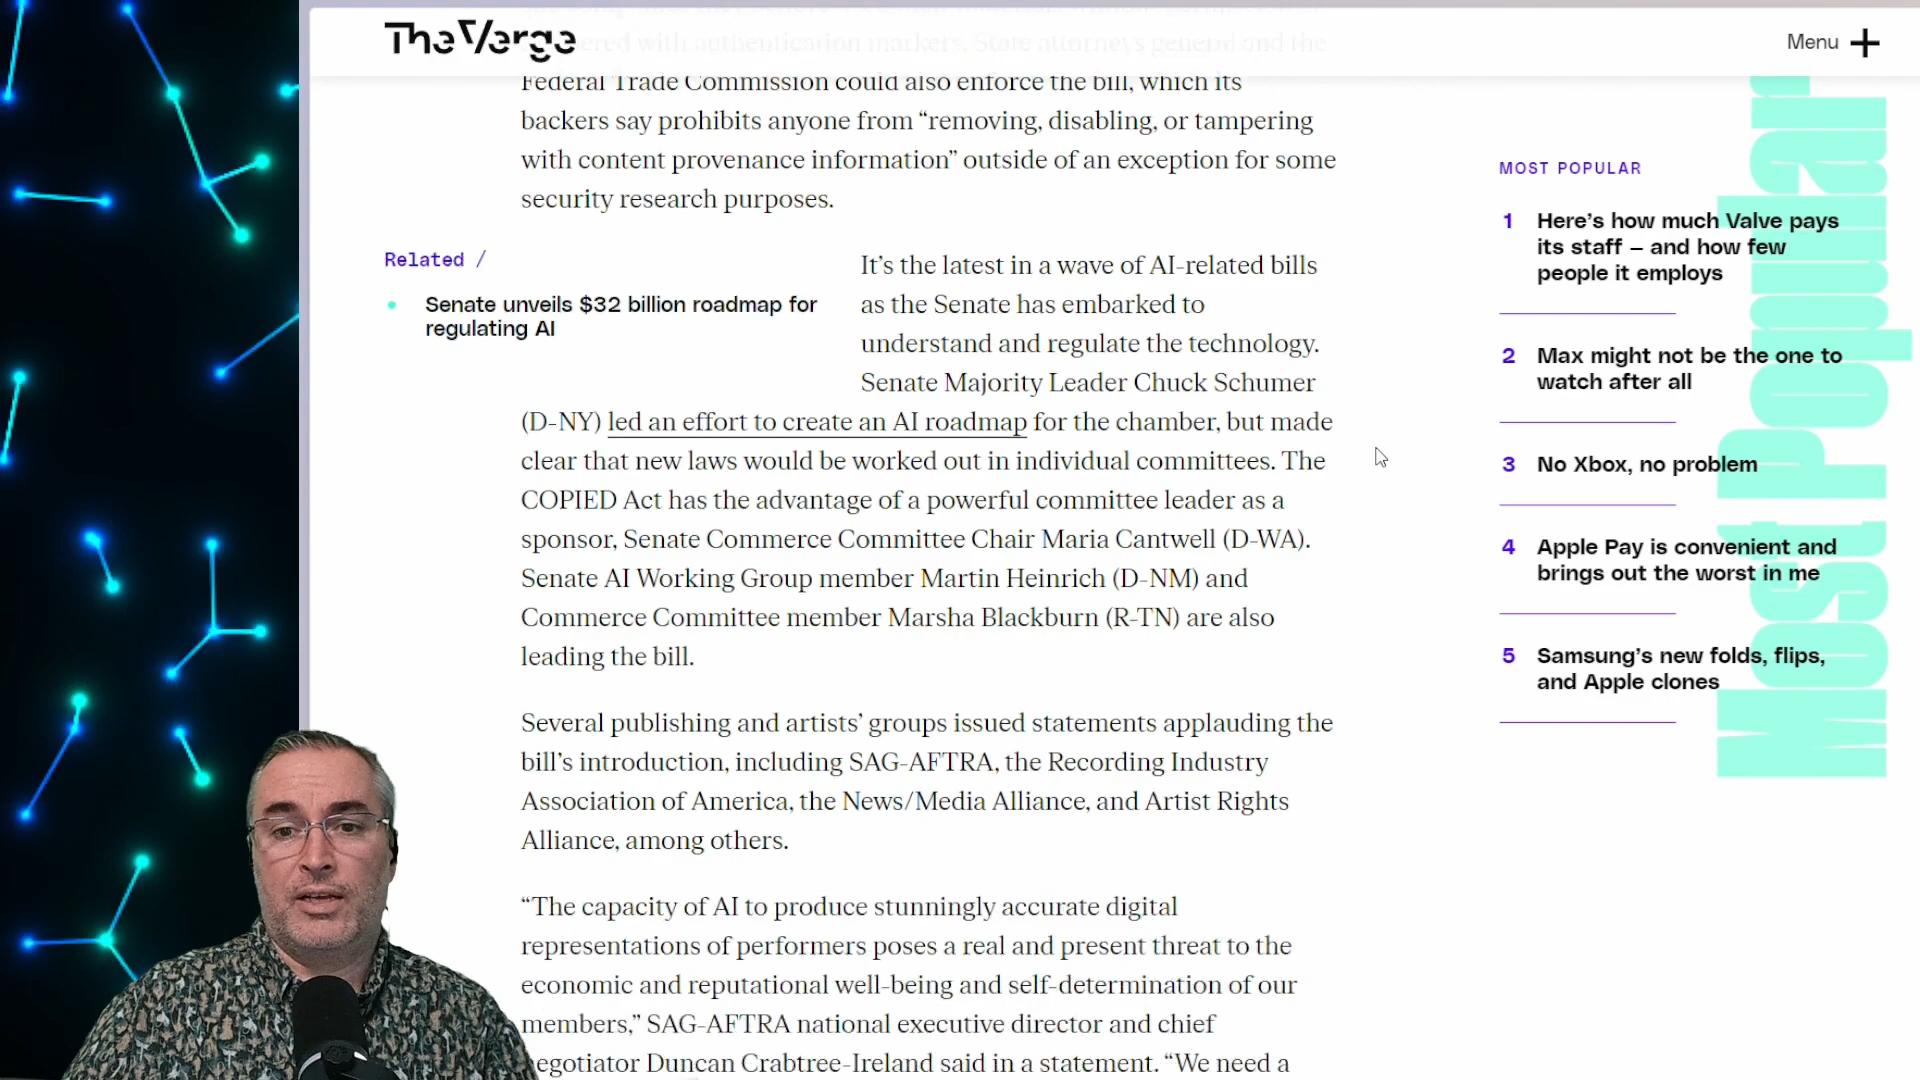 The Verge
Menu
tampered with authentication markers. State attorneys general and the
Federal Trade Commission could also enforce the bill, which its
backers say prohibits anyone from “removing, disabling, or tampering
with content provenance information” outside of an exception for some
security research purposes.
Related /
Senate unveils $32 billion roadmap for
regulating AI
It’s the latest in a wave of AI-related bills
as the Senate has embarked to
understand and regulate the technology.
Senate Majority Leader Chuck Schumer
(D-NY) led an effort to create an AI roadmap for the chamber, but made
clear that new laws would be worked out in individual committees. The
COPIED Act has the advantage of a powerful committee leader as a
sponsor, Senate Commerce Committee Chair Maria Cantwell (D-WA).
Senate AI Working Group member Martin Heinrich (D-NM) and
Commerce Committee member Marsha Blackburn (R-TN) are also
leading the bill.
Several publishing and artists’ groups issued statements applauding the
bill’s introduction, including SAG-AFTRA, the Recording Industry
Association of America, the News/Media Alliance, and Artist Rights
Alliance, among others.
“The capacity of AI to produce stunningly accurate digital
representations of performers poses a real and present threat to the
economic and reputational well-being and self-determination of our
members,” SAG-AFTRA national executive director and chief
negotiator Duncan Crabtree-Ireland said in a statement. “We need a
MOST POPULAR
1 Here’s how much Valve pays
its staff – and how few
people it employs
2 Max might not be the one to
watch after all
3 No Xbox, no problem
4 Apple Pay is convenient and
brings out the worst in me
5 Samsung’s new folds, flips,
and Apple clones
Most Popular